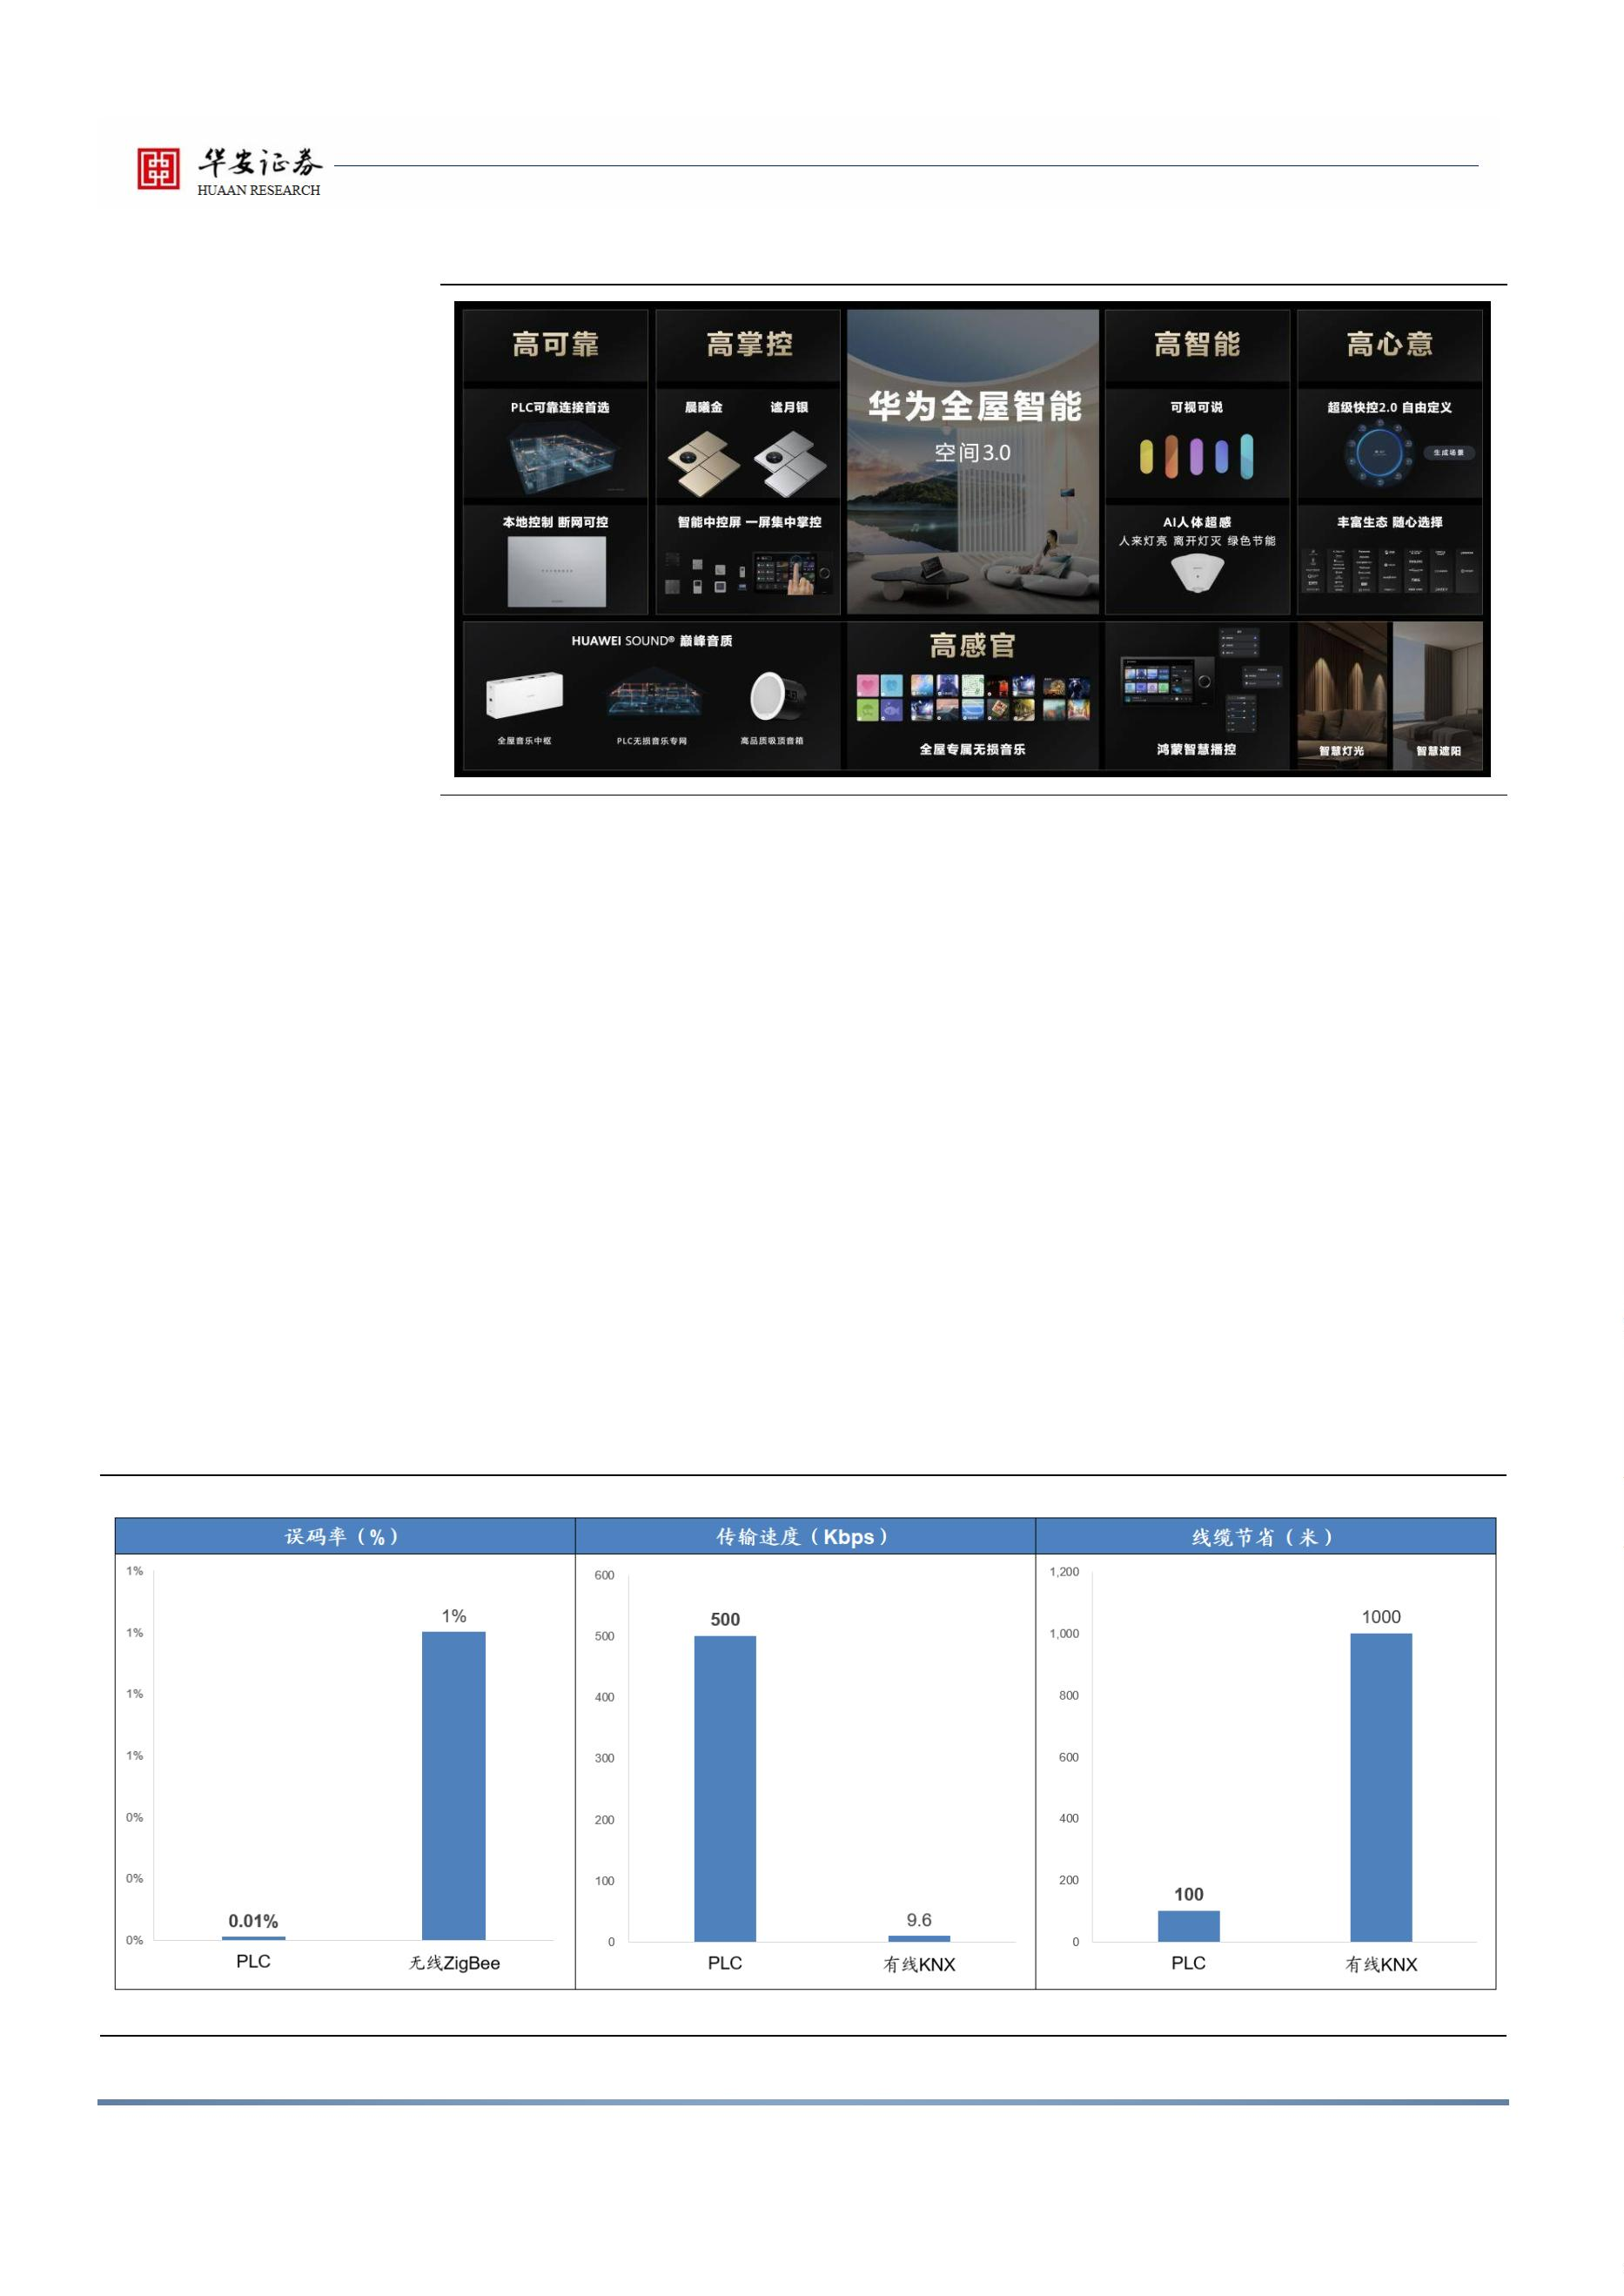 华安证券
HUAAN RESEARCH
高可靠
高掌控
华为全屋智能
空间3.0
高智能
高心意
PLC可靠连接首选
晨曦金 谧月银
可视可说
超级快控2.0 自由定义
生成场景
本地控制 断网可控
智能中控屏 一屏集中掌控
AI人体超感
人来灯亮 离开灯灭 绿色节能
丰富生态 随心选择
HUAWEI SOUND® 巅峰音质
全屋音乐中枢
PLC无损音乐专网
高品质吸顶音箱
高感官
全屋专属无损音乐
鸿蒙智慧播控
智慧灯光
智慧遮阳
误码率（%）
1%
1%
1%
1%
0%
0%
0%
0.01%
1%
PLC
无线ZigBee
传输速度（Kbps）
600
500
400
300
200
100
0
500
9.6
PLC
有线KNX
线缆节省（米）
1,200
1,000
800
600
400
200
0
100
1000
PLC
有线KNX